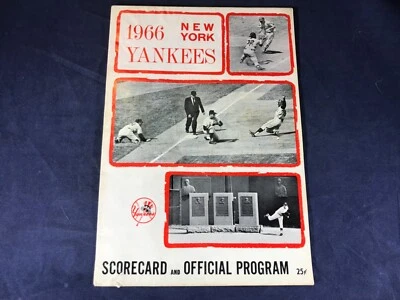 1966 NEW YORK
YANKEES
SCORECARD AND OFFICIAL PROGRAM 25¢